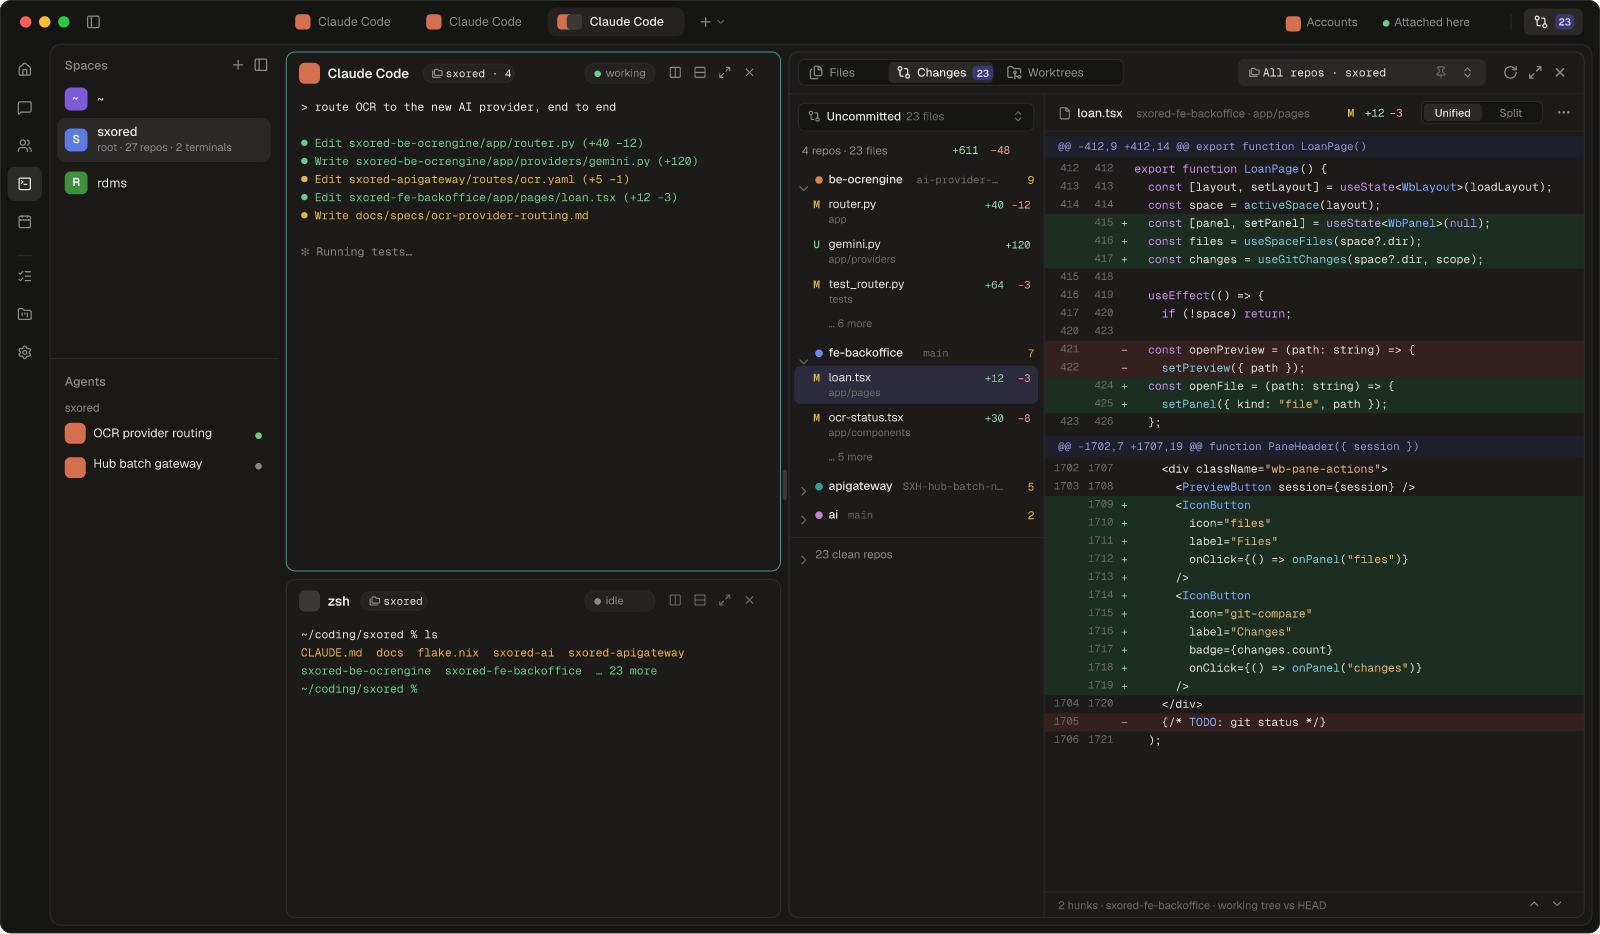 Claude Code
Claude Code
Claude Code
Accounts
Attached here
23
Spaces
~ ~
S sxored
root · 27 repos · 2 terminals
R rdms
Agents
sxored
OCR provider routing
Hub batch gateway
Claude Code sxored · 4 working
> route OCR to the new AI provider, end to end
Edit sxored-be-ocrengine/app/router.py (+40 −12)
Write sxored-be-ocrengine/app/providers/gemini.py (+120)
Edit sxored-apigateway/routes/ocr.yaml (+5 −1)
Edit sxored-fe-backoffice/app/pages/loan.tsx (+12 −3)
Write docs/specs/ocr-provider-routing.md
✻ Running tests…
zsh sxored idle
~/coding/sxored % ls
CLAUDE.md docs flake.nix sxored-ai sxored-apigateway
sxored-be-ocrengine sxored-fe-backoffice … 23 more
~/coding/sxored %
Files Changes 23 Worktrees
All repos · sxored
Uncommitted 23 files
4 repos · 23 files +611 −48
be-ocrengine ai-provider-… 9
M router.py +40 −12
app
U gemini.py +120
app/providers
M test_router.py +64 −3
tests
… 6 more
fe-backoffice main 7
M loan.tsx +12 −3
app/pages
M ocr-status.tsx +30 −8
app/components
… 5 more
apigateway SXH-hub-batch-n… 5
ai main 2
23 clean repos
loan.tsx sxored-fe-backoffice · app/pages M +12 −3 Unified Split ···
@@ -412,9 +412,14 @@ export function LoanPage()
412 412 export function LoanPage() {
413 413 const [layout, setLayout] = useState<WbLayout>(loadLayout);
414 414 const space = activeSpace(layout);
415 + const [panel, setPanel] = useState<WbPanel>(null);
416 + const files = useSpaceFiles(space?.dir);
417 + const changes = useGitChanges(space?.dir, scope);
415 418
416 419 useEffect(() => {
417 420 if (!space) return;
420 423
421 − const openPreview = (path: string) => {
422 − setPreview({ path });
424 + const openFile = (path: string) => {
425 + setPanel({ kind: "file", path });
423 426 };
@@ -1702,7 +1707,19 @@ function PaneHeader({ session })
1702 1707 <div className="wb-pane-actions">
1703 1708 <PreviewButton session={session} />
1709 + <IconButton
1710 + icon="files"
1711 + label="Files"
1712 + onClick={() => onPanel("files")}
1713 + />
1714 + <IconButton
1715 + icon="git-compare"
1716 + label="Changes"
1717 + badge={changes.count}
1718 + onClick={() => onPanel("changes")}
1719 + />
1704 1720 </div>
1705 − {/* TODO: git status */}
1706 1721 );
2 hunks · sxored-fe-backoffice · working tree vs HEAD